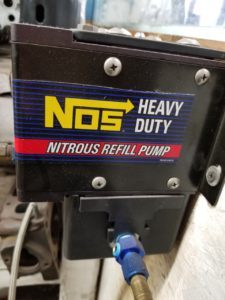 NOS HEAVY
DUTY
NITROUS REFILL PUMP